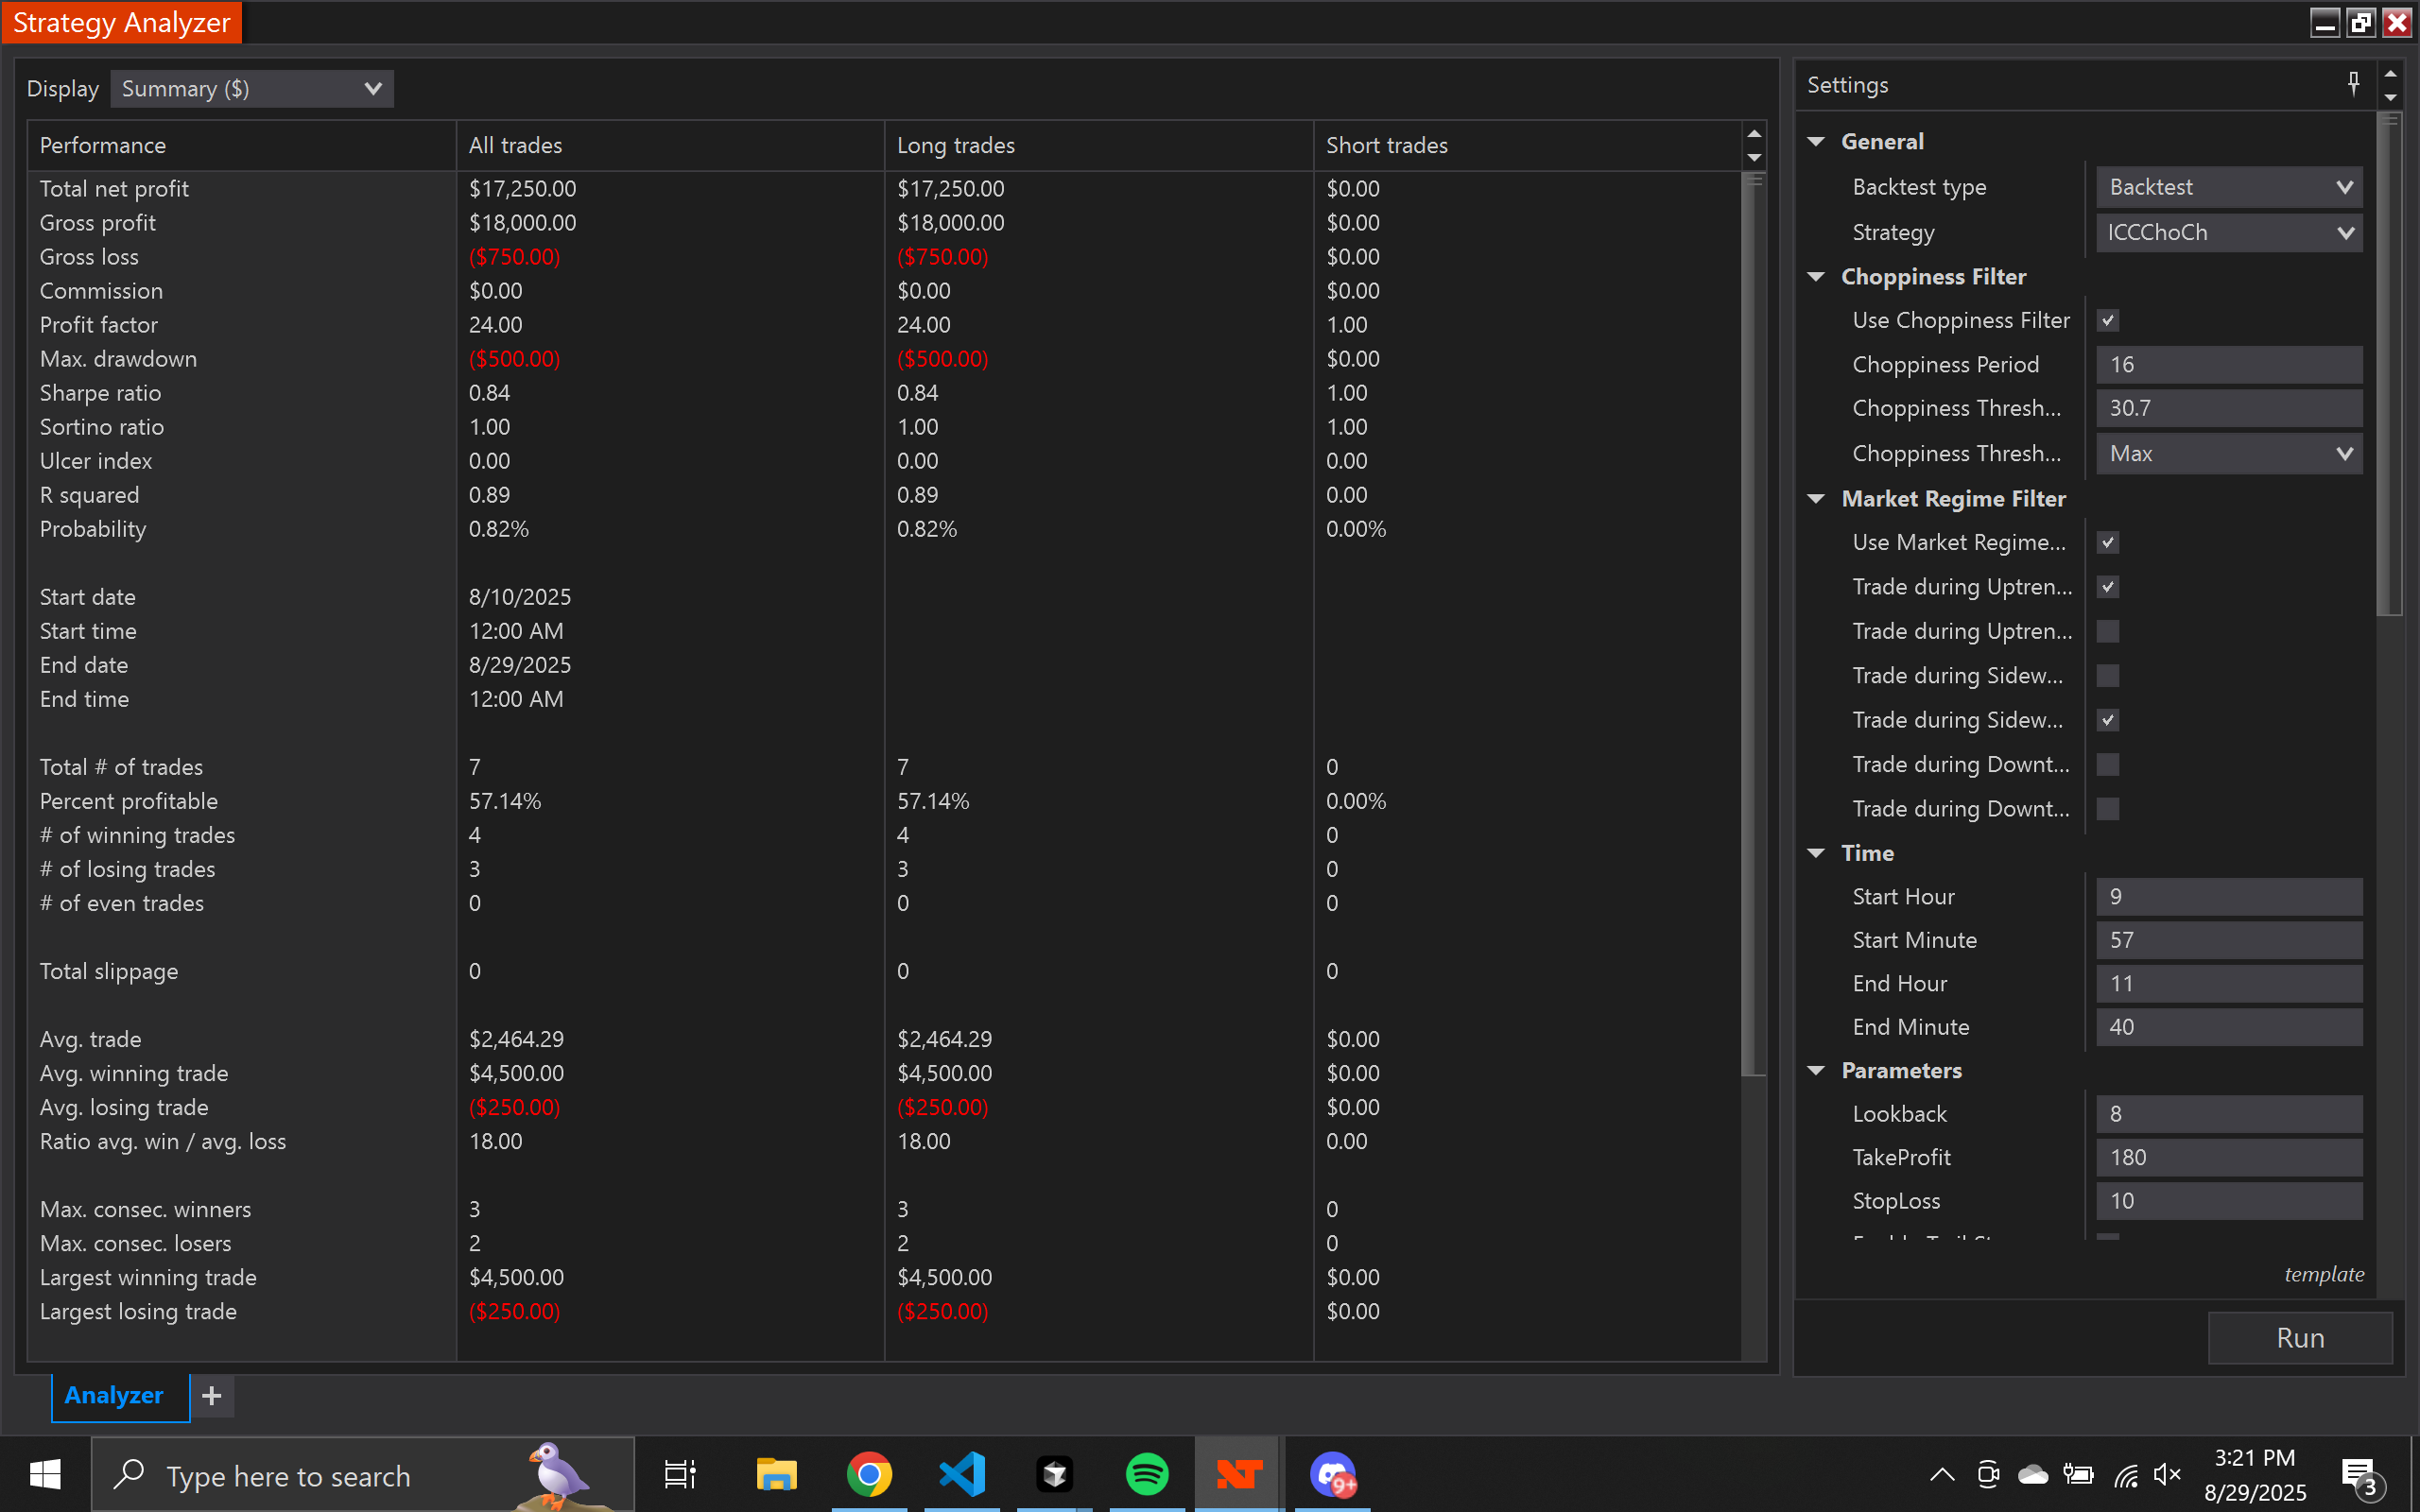 Strategy Analyzer
Display Summary ($)
Performance All trades Long trades Short trades
Total net profit $17,250.00 $17,250.00 $0.00
Gross profit $18,000.00 $18,000.00 $0.00
Gross loss ($750.00) ($750.00) $0.00
Commission $0.00 $0.00 $0.00
Profit factor 24.00 24.00 1.00
Max. drawdown ($500.00) ($500.00) $0.00
Sharpe ratio 0.84 0.84 1.00
Sortino ratio 1.00 1.00 1.00
Ulcer index 0.00 0.00 0.00
R squared 0.89 0.89 0.00
Probability 0.82% 0.82% 0.00%
Start date 8/10/2025
Start time 12:00 AM
End date 8/29/2025
End time 12:00 AM
Total # of trades 7 7 0
Percent profitable 57.14% 57.14% 0.00%
# of winning trades 4 4 0
# of losing trades 3 3 0
# of even trades 0 0 0
Total slippage 0 0 0
Avg. trade $2,464.29 $2,464.29 $0.00
Avg. winning trade $4,500.00 $4,500.00 $0.00
Avg. losing trade ($250.00) ($250.00) $0.00
Ratio avg. win / avg. loss 18.00 18.00 0.00
Max. consec. winners 3 3 0
Max. consec. losers 2 2 0
Largest winning trade $4,500.00 $4,500.00 $0.00
Largest losing trade ($250.00) ($250.00) $0.00
Settings
General
Backtest type Backtest
Strategy ICCChoCh
Choppiness Filter
Use Choppiness Filter
Choppiness Period 16
Choppiness Thresh... 30.7
Choppiness Thresh... Max
Market Regime Filter
Use Market Regime...
Trade during Uptren...
Trade during Uptren...
Trade during Sidew...
Trade during Sidew...
Trade during Downt...
Trade during Downt...
Time
Start Hour 9
Start Minute 57
End Hour 11
End Minute 40
Parameters
Lookback 8
TakeProfit 180
StopLoss 10
template
Run
Analyzer +
Type here to search
9+
3:21 PM
8/29/2025
3